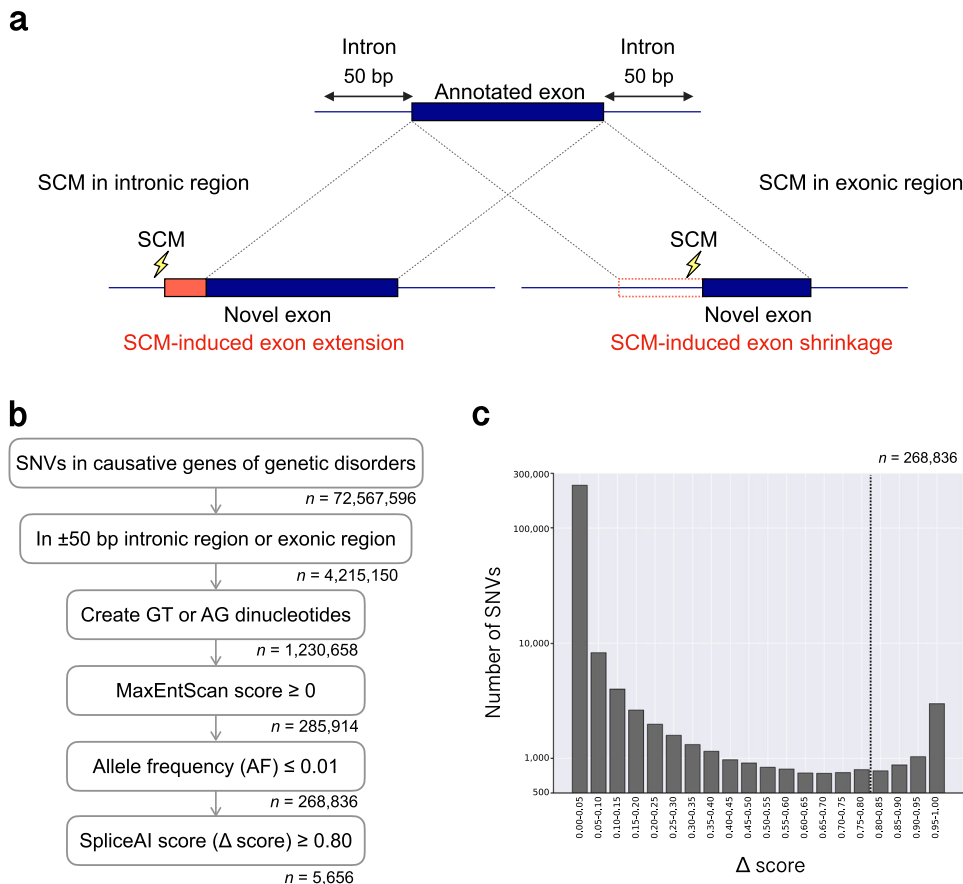 a
Intron
50 bp
Annotated exon
Intron
50 bp
SCM in intronic region
SCM in exonic region
SCM
SCM
Novel exon
SCM-induced exon extension
Novel exon
SCM-induced exon shrinkage
b
SNVs in causative genes of genetic disorders
n = 72,567,596
In ±50 bp intronic region or exonic region
n = 4,215,150
Create GT or AG dinucleotides
n = 1,230,658
MaxEntScan score ≥ 0
n = 285,914
Allele frequency (AF) ≤ 0.01
n = 268,836
SpliceAI score (Δ score) ≥ 0.80
n = 5,656
c
n = 268,836
Number of SNVs
300,000
100,000
10,000
1,000
500
0.00–0.05
0.05–0.10
0.10–0.15
0.15–0.20
0.20–0.25
0.25–0.30
0.30–0.35
0.35–0.40
0.40–0.45
0.45–0.50
0.50–0.55
0.55–0.60
0.60–0.65
0.65–0.70
0.70–0.75
0.75–0.80
0.80–0.85
0.85–0.90
0.90–0.95
0.95–1.00
Δ score